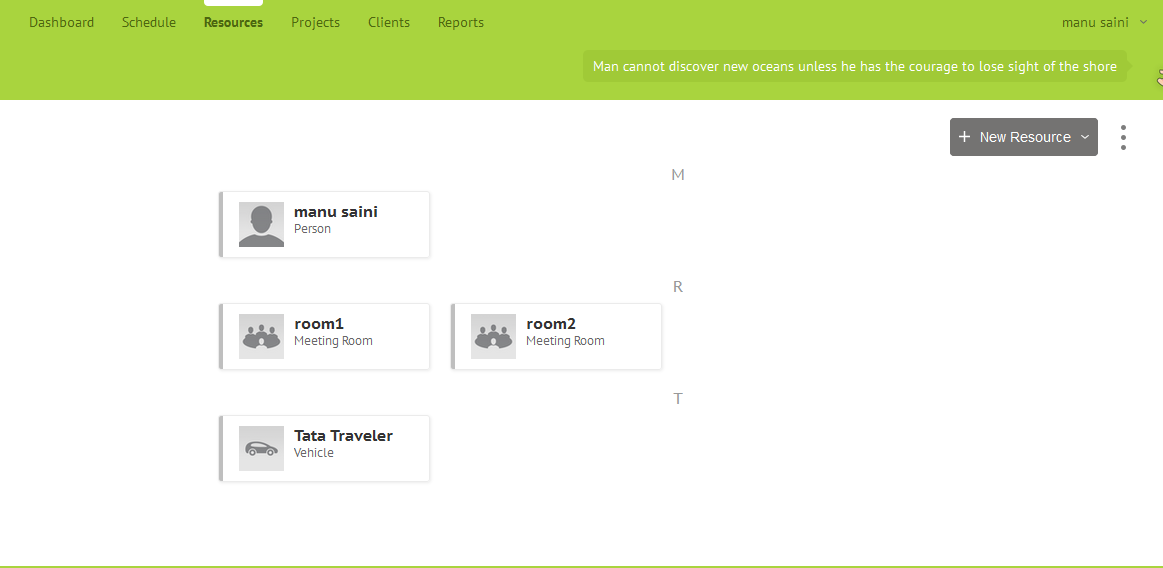 Dashboard Schedule Resources Projects Clients Reports manu saini
Man cannot discover new oceans unless he has the courage to lose sight of the shore
+ New Resource
M
manu saini
Person
R
room1
Meeting Room
room2
Meeting Room
T
Tata Traveler
Vehicle